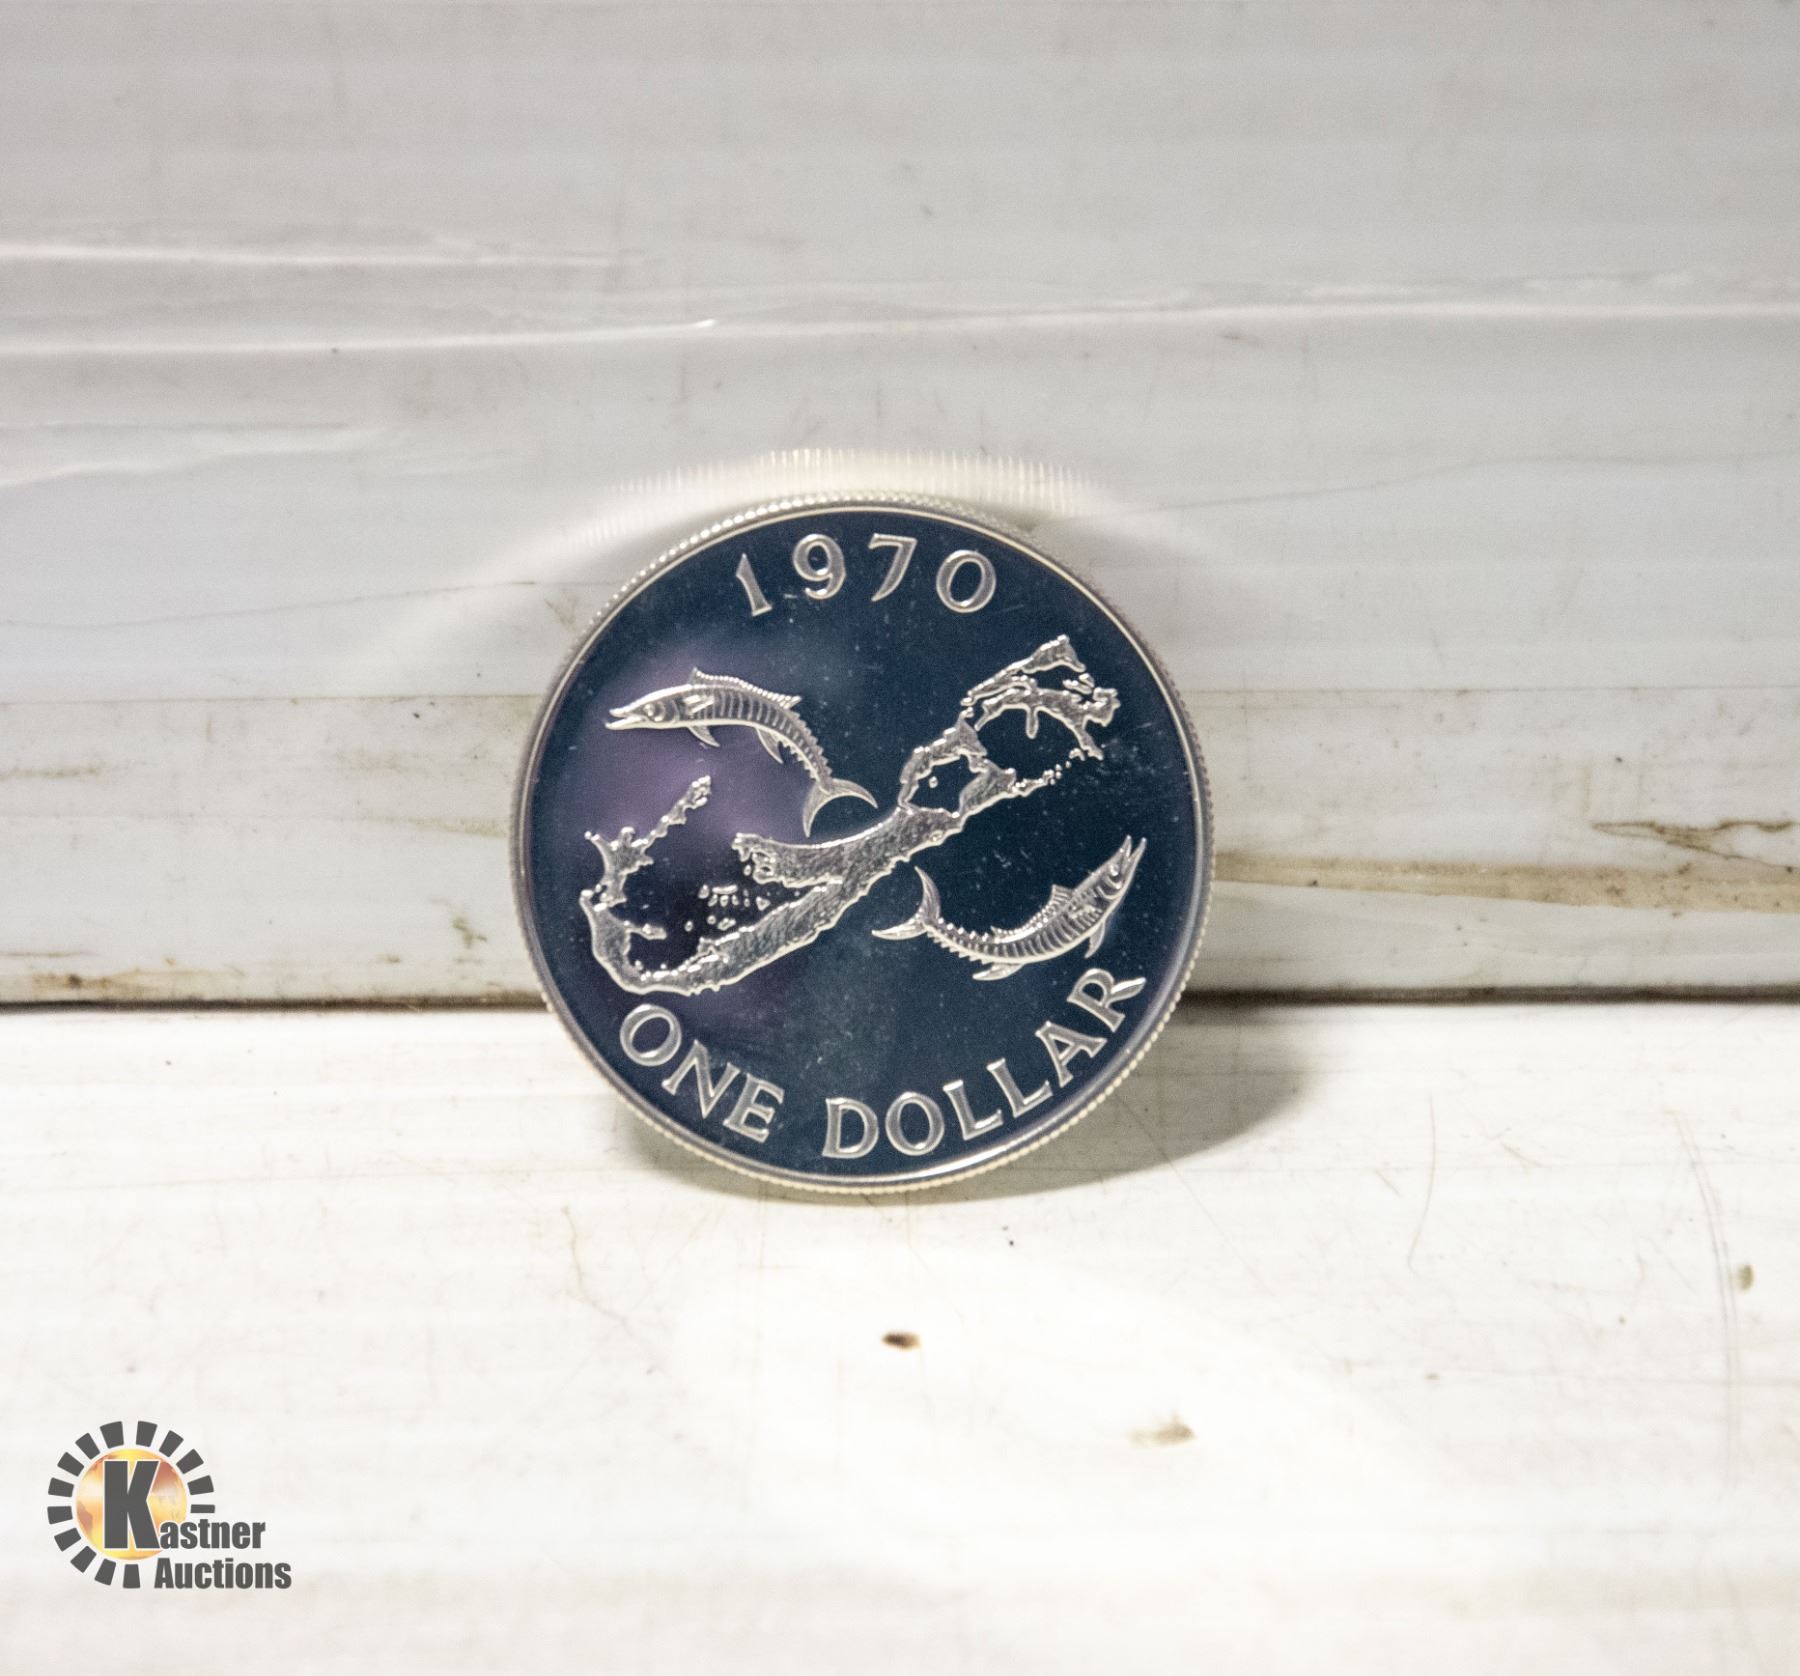 1970
ONE DOLLAR
Kastner
Auctions